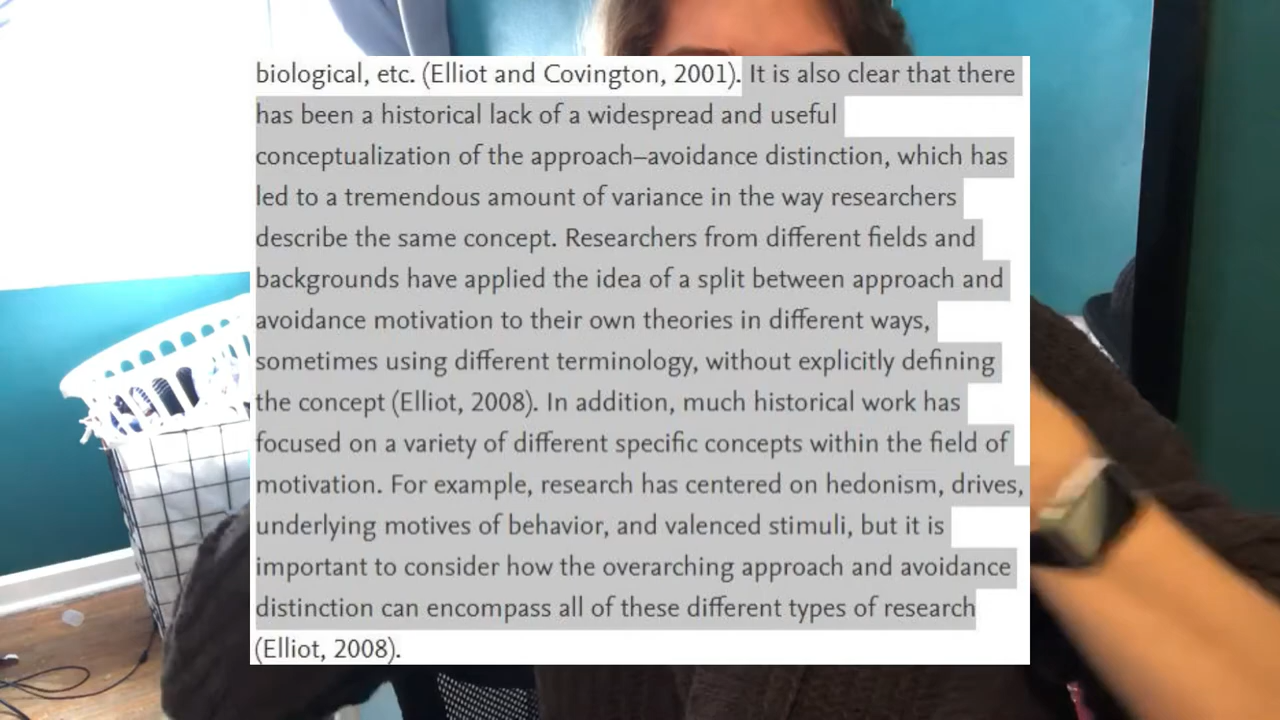 biological, etc. (Elliot and Covington, 2001). It is also clear that there
has been a historical lack of a widespread and useful
conceptualization of the approach–avoidance distinction, which has
led to a tremendous amount of variance in the way researchers
describe the same concept. Researchers from different fields and
backgrounds have applied the idea of a split between approach and
avoidance motivation to their own theories in different ways,
sometimes using different terminology, without explicitly defining
the concept (Elliot, 2008). In addition, much historical work has
focused on a variety of different specific concepts within the field of
motivation. For example, research has centered on hedonism, drives,
underlying motives of behavior, and valenced stimuli, but it is
important to consider how the overarching approach and avoidance
distinction can encompass all of these different types of research
(Elliot, 2008).